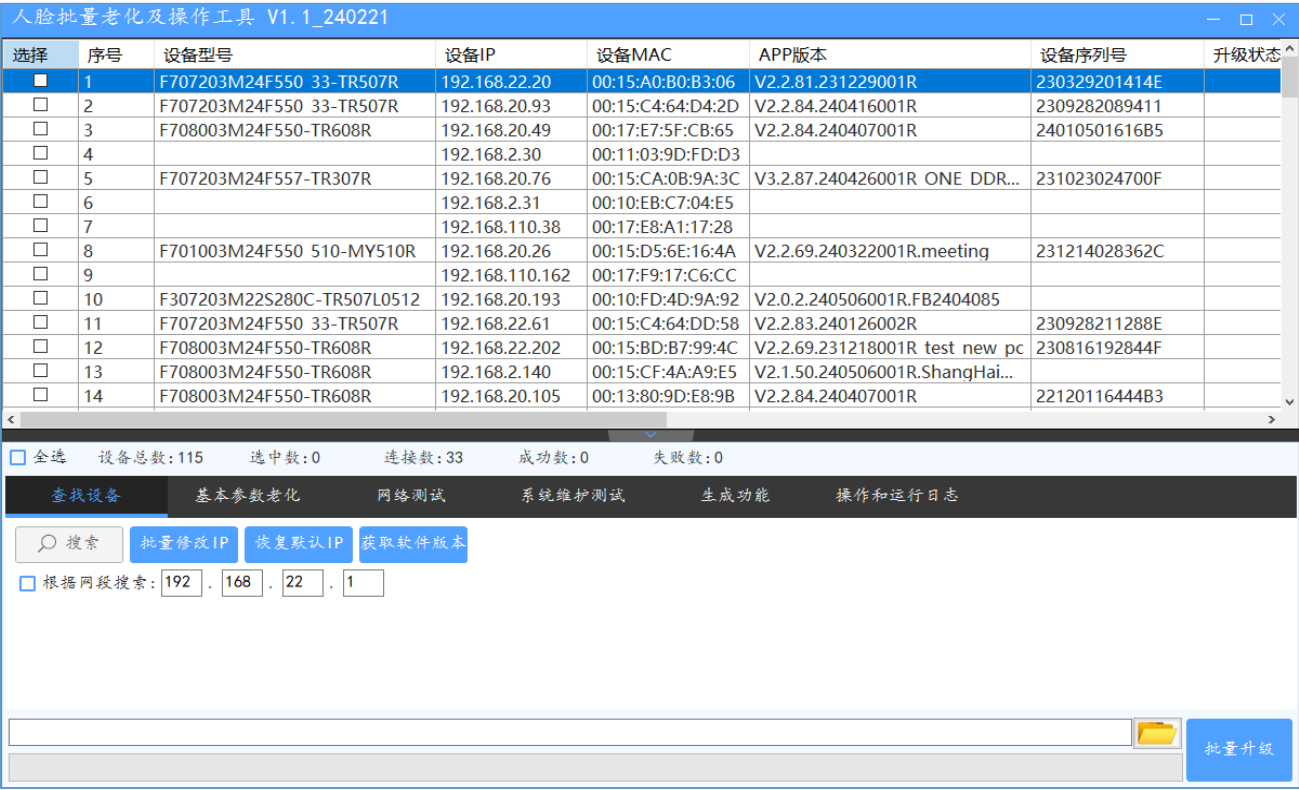 人脸批量老化及操作工具 V1.1_240221
选择 序号 设备型号 设备IP 设备MAC APP版本 设备序列号 升级状态
1 F707203M24F550 33-TR507R 192.168.22.20 00:15:A0:B0:B3:06 V2.2.81.231229001R 230329201414E
2 F707203M24F550 33-TR507R 192.168.20.93 00:15:C4:64:D4:2D V2.2.84.240416001R 2309282089411
3 F708003M24F550-TR608R 192.168.20.49 00:17:E7:5F:CB:65 V2.2.84.240407001R 24010501616B5
4 192.168.2.30 00:11:03:9D:FD:D3
5 F707203M24F557-TR307R 192.168.20.76 00:15:CA:0B:9A:3C V3.2.87.240426001R ONE DDR... 231023024700F
6 192.168.2.31 00:10:EB:C7:04:E5
7 192.168.110.38 00:17:E8:A1:17:28
8 F701003M24F550 510-MY510R 192.168.20.26 00:15:D5:6E:16:4A V2.2.69.240322001R.meeting 231214028362C
9 192.168.110.162 00:17:F9:17:C6:CC
10 F307203M22S280C-TR507L0512 192.168.20.193 00:10:FD:4D:9A:92 V2.0.2.240506001R.FB2404085
11 F707203M24F550 33-TR507R 192.168.22.61 00:15:C4:64:DD:58 V2.2.83.240126002R 230928211288E
12 F708003M24F550-TR608R 192.168.22.202 00:15:BD:B7:99:4C V2.2.69.231218001R test new pc 230816192844F
13 F708003M24F550-TR608R 192.168.2.140 00:15:CF:4A:A9:E5 V2.1.50.240506001R.ShangHai...
14 F708003M24F550-TR608R 192.168.20.105 00:13:80:9D:E8:9B V2.2.84.240407001R 22120116444B3
全选 设备总数:115 选中数:0 连接数:33 成功数:0 失败数:0
查找设备 基本参数老化 网络测试 系统维护测试 生成功能 操作和运行日志
搜索 批量修改IP 恢复默认IP 获取软件版本
根据网段搜索: 192 . 168 . 22 . 1
批量升级